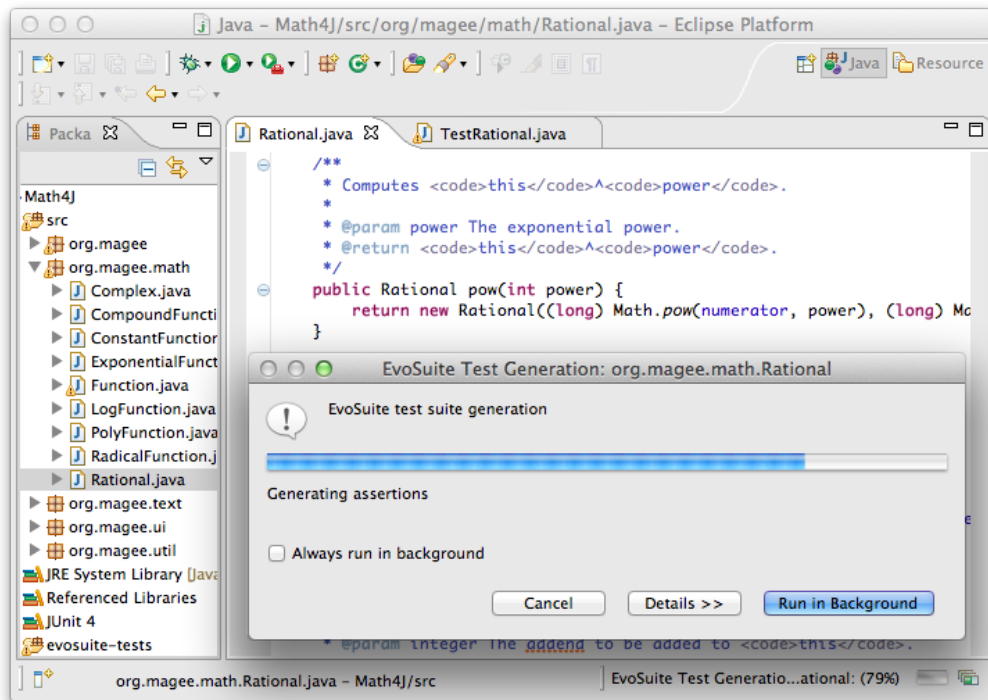 Java – Math4J/src/org/magee/math/Rational.java – Eclipse Platform
Java Resource
Packa
Rational.java
TestRational.java
Math4J
src
org.magee
org.magee.math
Complex.java
CompoundFuncti
ConstantFunction
ExponentialFunct
Function.java
LogFunction.java
PolyFunction.java
RadicalFunction.j
Rational.java
org.magee.text
org.magee.ui
org.magee.util
JRE System Library [Java
Referenced Libraries
JUnit 4
evosuite-tests
/**
* Computes <code>this</code>^<code>power</code>.
*
* @param power The exponential power.
* @return <code>this</code>^<code>power</code>.
*/
public Rational pow(int power) {
return new Rational((long) Math.pow(numerator, power), (long) Ma
}
EvoSuite Test Generation: org.magee.math.Rational
EvoSuite test suite generation
Generating assertions
Always run in background
Cancel
Details >>
Run in Background
* @param integer The addend to be added to <code>this</code>.
org.magee.math.Rational.java – Math4J/src
EvoSuite Test Generatio...ational: (79%)